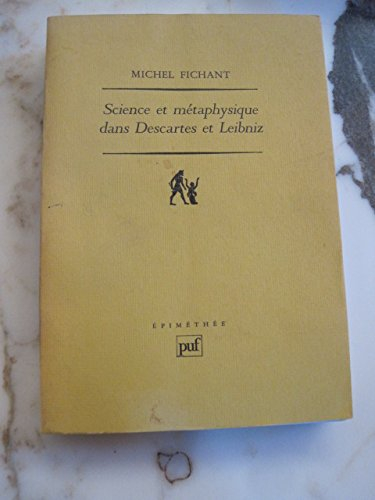 MICHEL FICHANT
Science et métaphysique
dans Descartes et Leibniz
ÉPIMÉTHÉE
puf